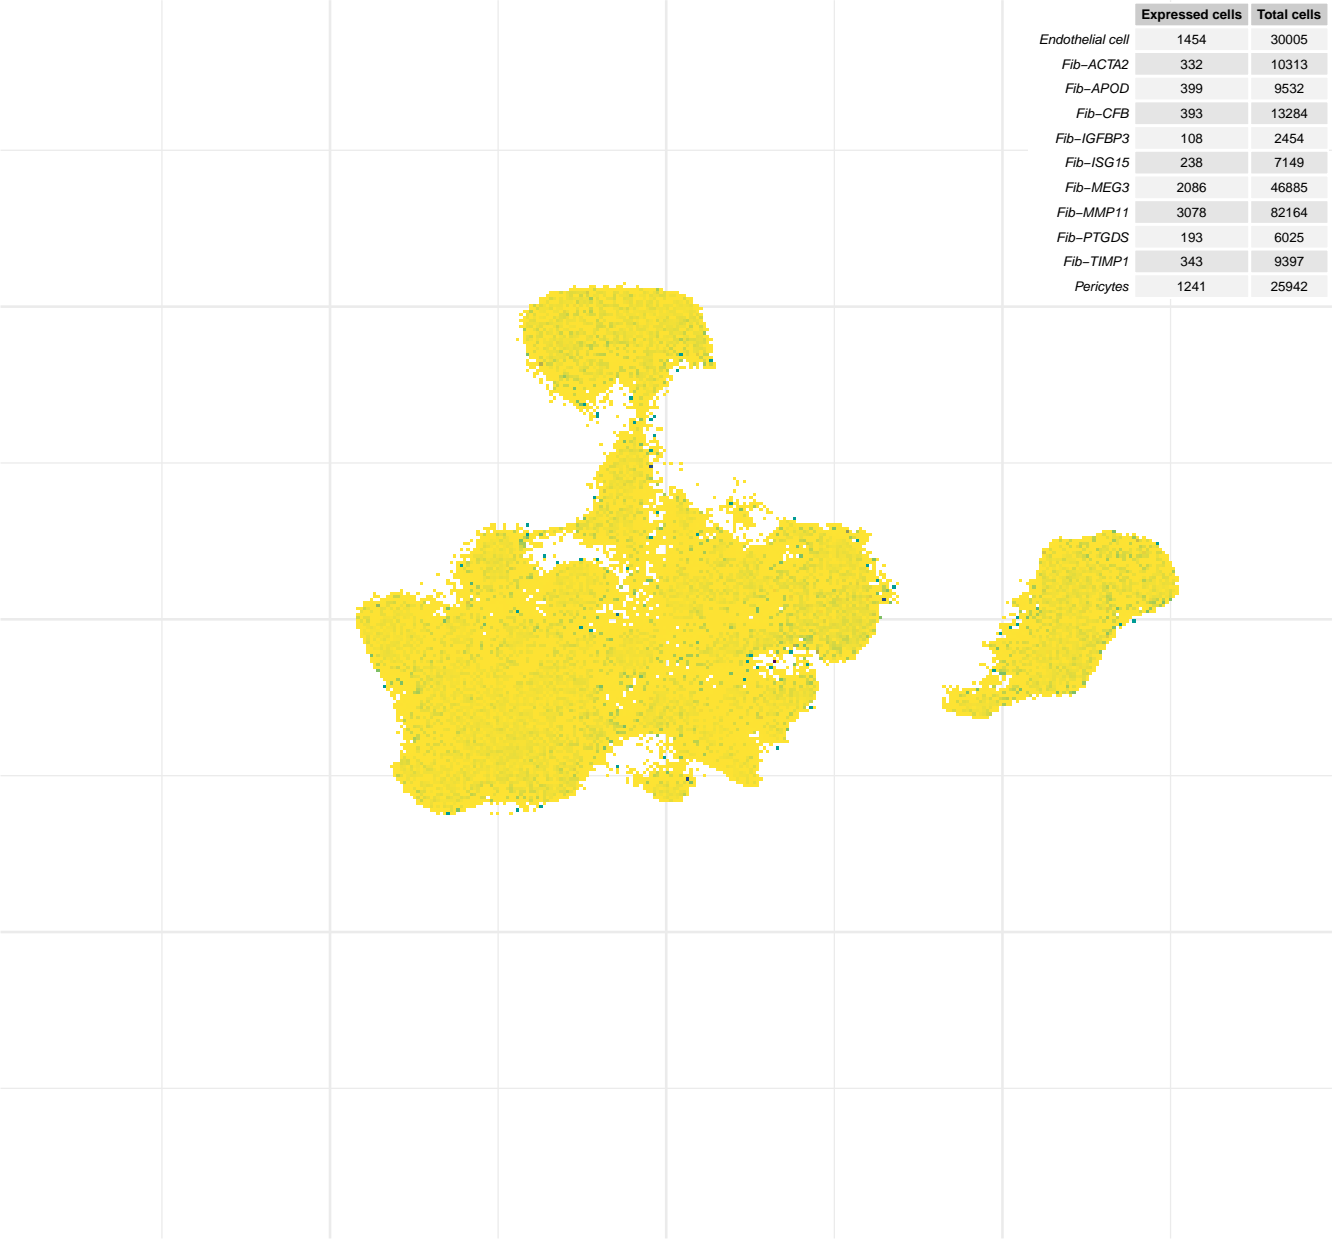 Expressed cells Total cells
Endothelial cell 1454 30005
Fib−ACTA2 332 10313
Fib−APOD 399 9532
Fib−CFB 393 13284
Fib−IGFBP3 108 2454
Fib−ISG15 238 7149
Fib−MEG3 2086 46885
Fib−MMP11 3078 82164
Fib−PTGDS 193 6025
Fib−TIMP1 343 9397
Pericytes 1241 25942